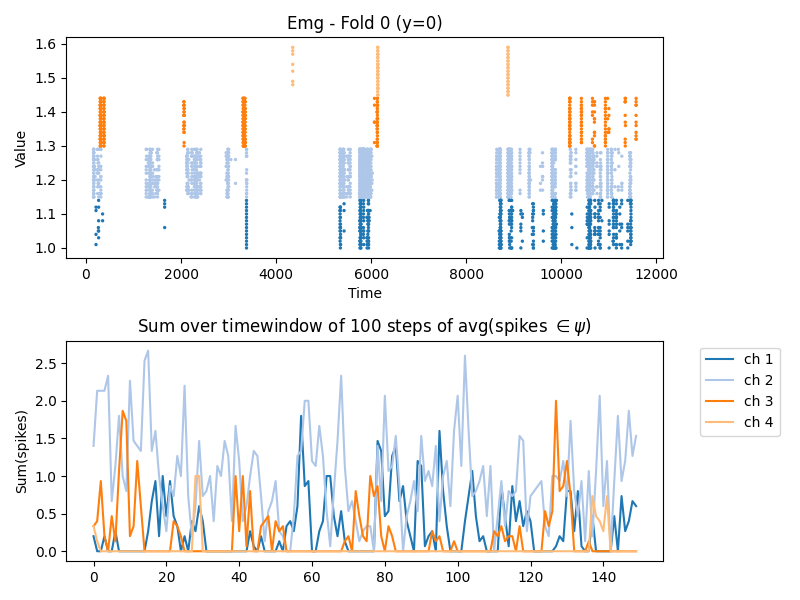 Emg - Fold 0 (y=0)
1.6
1.5
1.4
1.3
1.2
1.1
1.0
Value
0 2000 4000 6000 8000 10000 12000
Time
Sum over timewindow of 100 steps of avg(spikes ∈ ψ)
2.5
2.0
1.5
1.0
0.5
0.0
Sum(spikes)
0 20 40 60 80 100 120 140
ch 1
ch 2
ch 3
ch 4